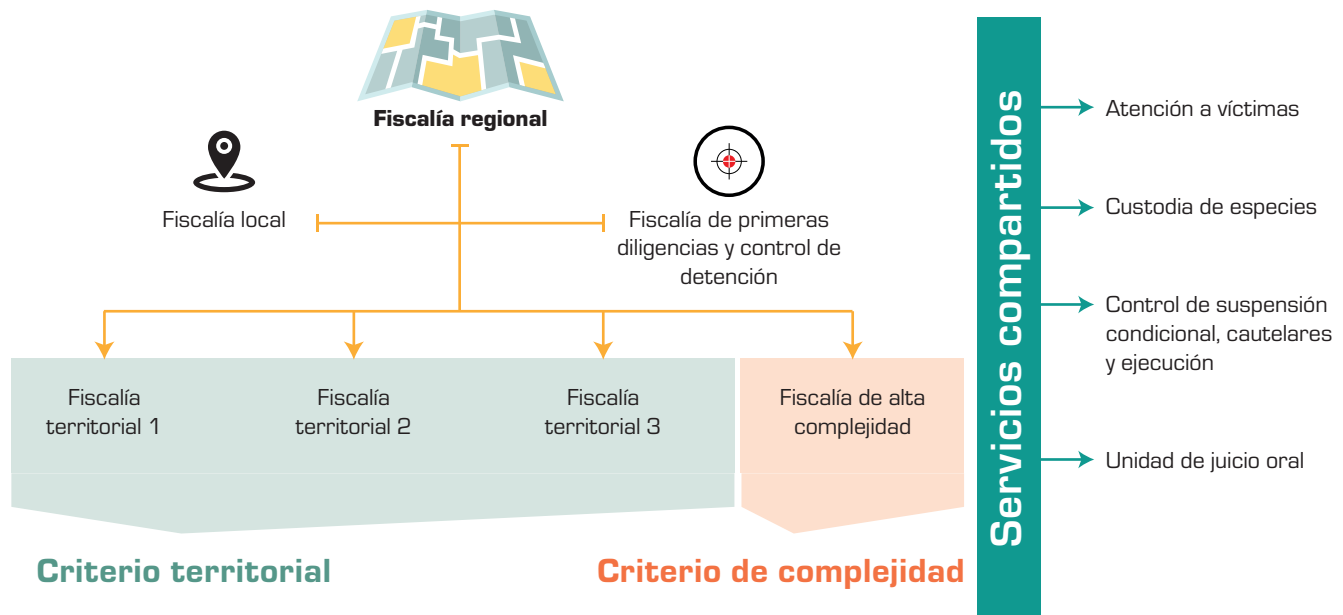 Fiscalía regional
Fiscalía local
Fiscalía de primeras
diligencias y control de
detención
Fiscalía
territorial 1
Fiscalía
territorial 2
Fiscalía
territorial 3
Fiscalía de alta
complejidad
Criterio territorial
Criterio de complejidad
Servicios compartidos
Atención a víctimas
Custodia de especies
Control de suspensión
condicional, cautelares
y ejecución
Unidad de juicio oral